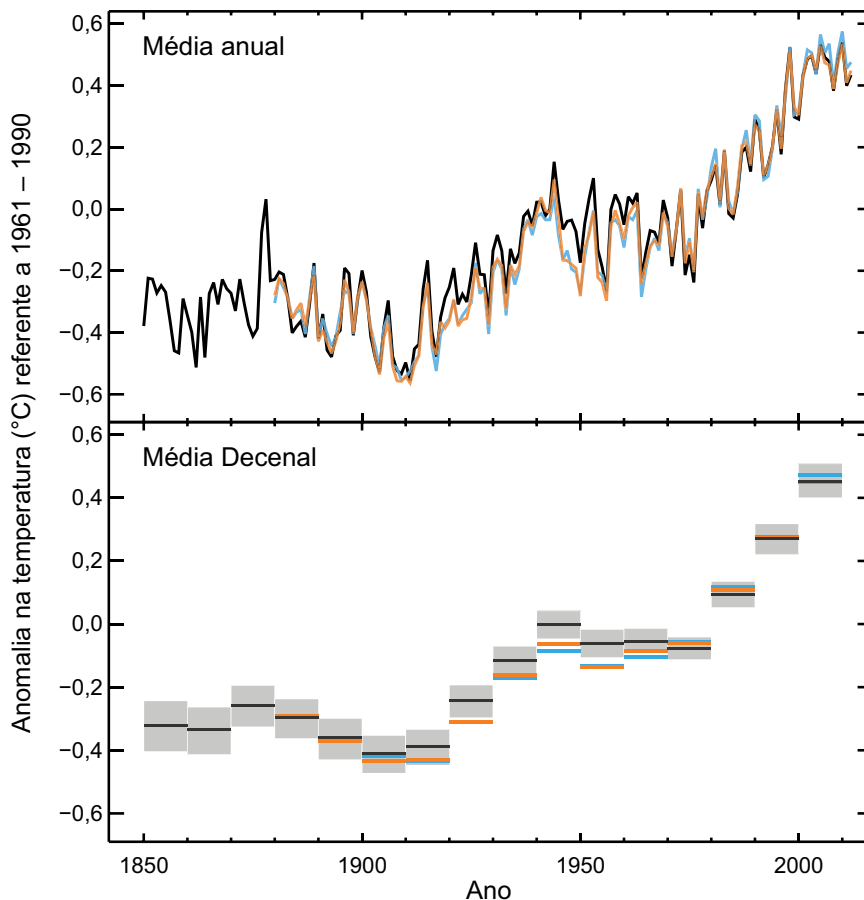 Anomalia na temperatura (°C) referente a 1961 – 1990
Média anual
0,6
0,4
0,2
0,0
−0,2
−0,4
−0,6
Média Decenal
0,6
0,4
0,2
0,0
−0,2
−0,4
−0,6
1850 1900 1950 2000
Ano